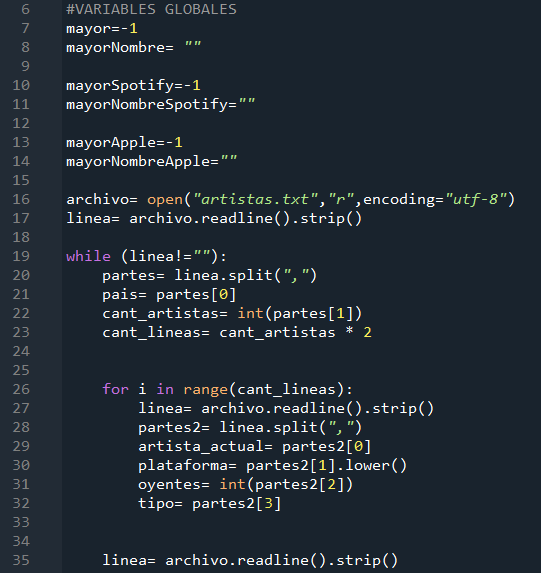 6 #VARIABLES GLOBALES
7 mayor=-1
8 mayorNombre= ""
9
10 mayorSpotify=-1
11 mayorNombreSpotify=""
12
13 mayorApple=-1
14 mayorNombreApple=""
15
16 archivo= open("artistas.txt","r",encoding="utf-8")
17 linea= archivo.readline().strip()
18
19 while (linea!=""):
20     partes= linea.split(",")
21     pais= partes[0]
22     cant_artistas= int(partes[1])
23     cant_lineas= cant_artistas * 2
24
25
26     for i in range(cant_lineas):
27         linea= archivo.readline().strip()
28         partes2= linea.split(",")
29         artista_actual= partes2[0]
30         plataforma= partes2[1].lower()
31         oyentes= int(partes2[2])
32         tipo= partes2[3]
33
34
35     linea= archivo.readline().strip()